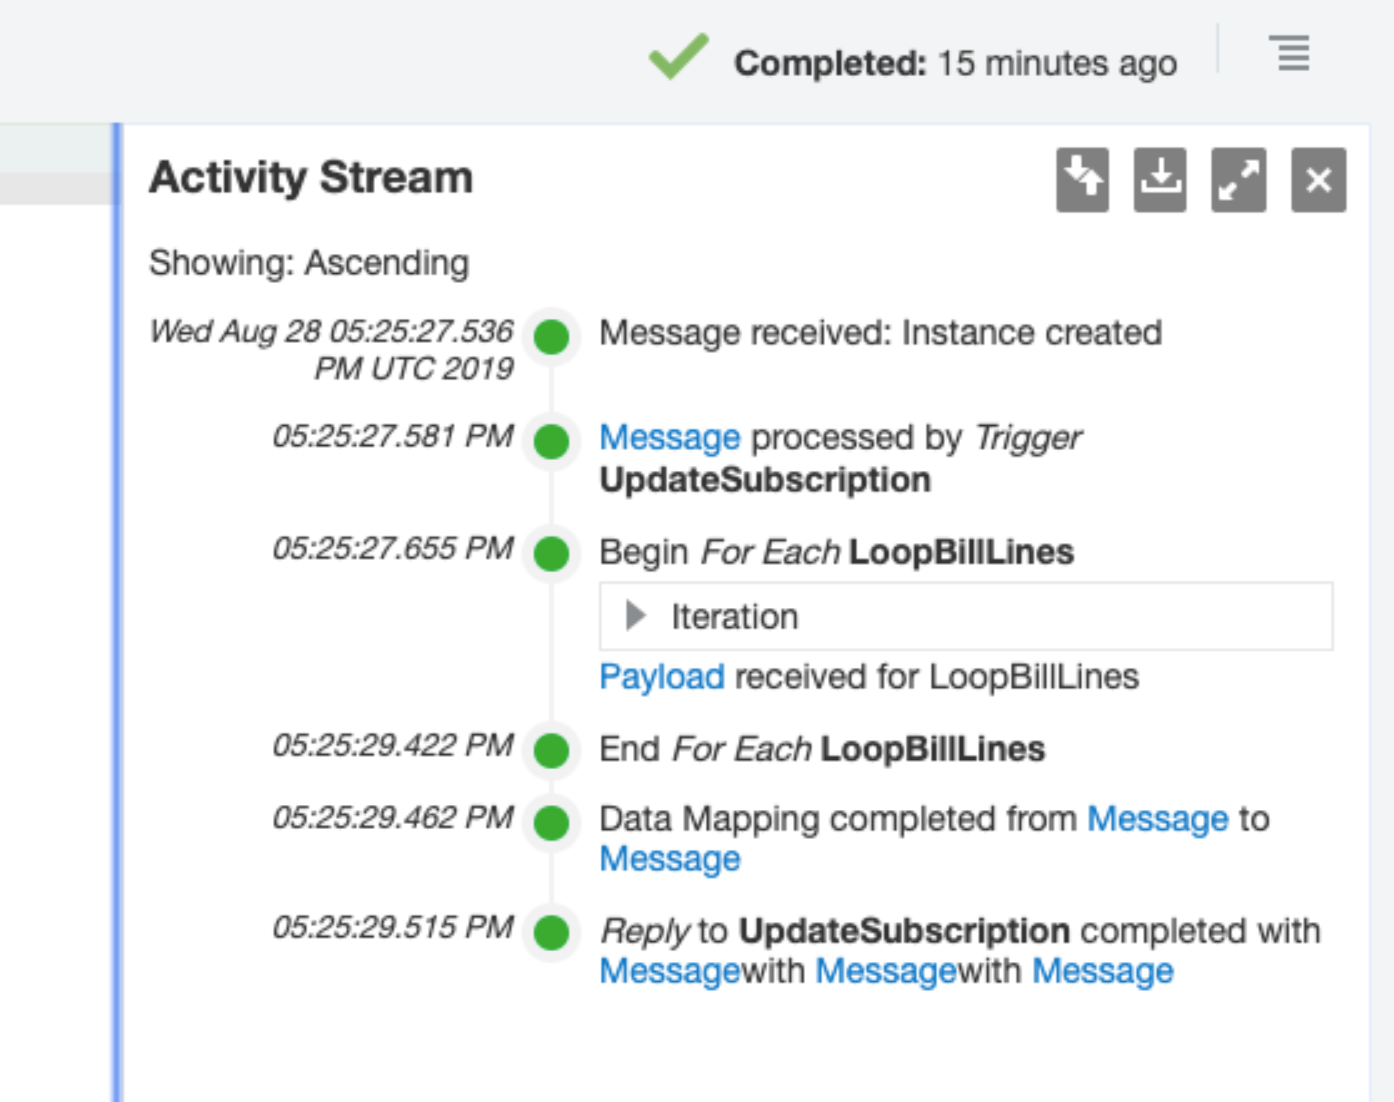 Completed: 15 minutes ago
Activity Stream
Showing: Ascending
Wed Aug 28 05:25:27.536
PM UTC 2019
Message received: Instance created
05:25:27.581 PM
Message processed by Trigger
UpdateSubscription
05:25:27.655 PM
Begin For Each LoopBillLines
Iteration
Payload received for LoopBillLines
05:25:29.422 PM
End For Each LoopBillLines
05:25:29.462 PM
Data Mapping completed from Message to
Message
05:25:29.515 PM
Reply to UpdateSubscription completed with
Messagewith Messagewith Message